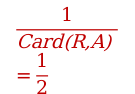 1
Card(R,A)
= 1
2